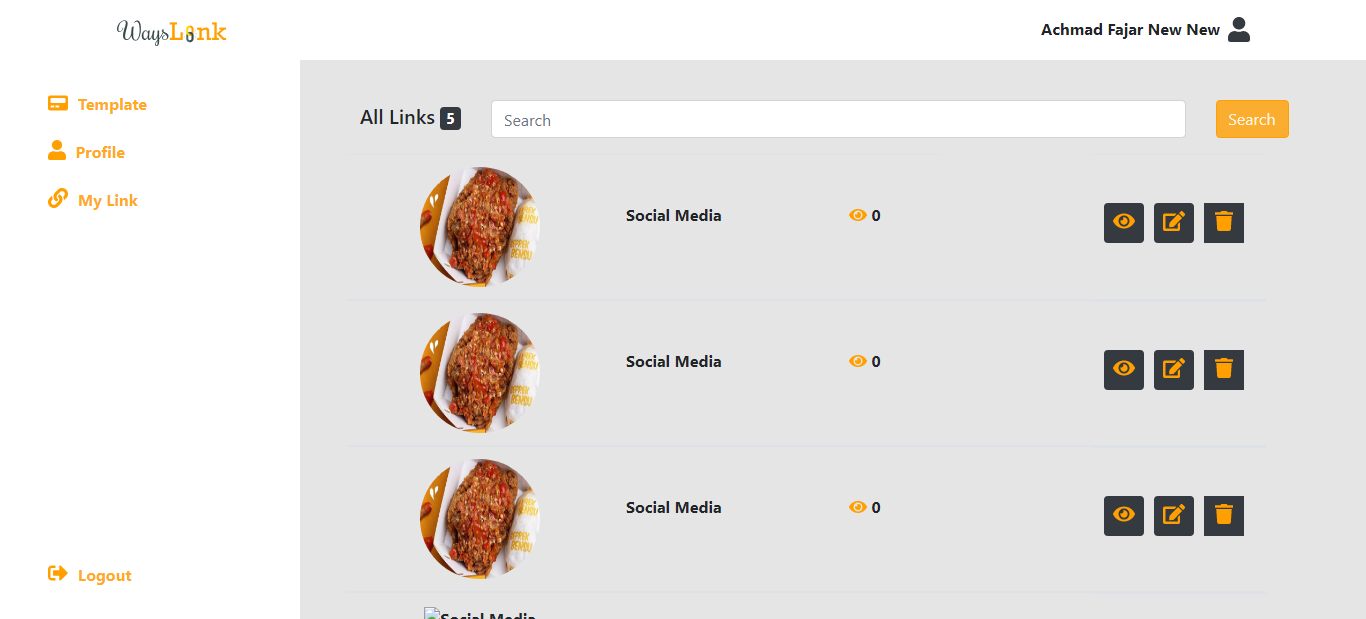 WaysLink
Achmad Fajar New New
Template
Profile
My Link
Logout
All Links 5
Search
Search
Social Media
0
Social Media
0
Social Media
0
Social Media